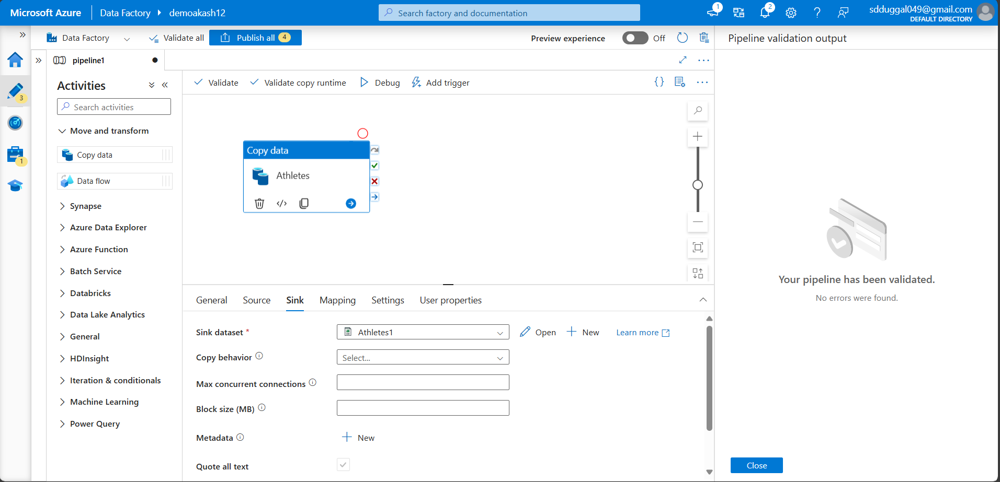 Microsoft Azure
Data Factory
demoakash12
Search factory and documentation
1
2
sdduggal049@gmail.com
DEFAULT DIRECTORY
Data Factory
Validate all
Publish all 4
Preview experience
Off
Pipeline validation output
pipeline1
3
1
Activities
Search activities
Move and transform
Copy data
Data flow
Synapse
Azure Data Explorer
Azure Function
Batch Service
Databricks
Data Lake Analytics
General
HDInsight
Iteration & conditionals
Machine Learning
Power Query
Validate
Validate copy runtime
Debug
Add trigger
Copy data
Athletes
General
Source
Sink
Mapping
Settings
User properties
Sink dataset *
Athletes1
Open
New
Learn more
Copy behavior
Select...
Max concurrent connections
Block size (MB)
Metadata
New
Quote all text
Your pipeline has been validated.
No errors were found.
Close